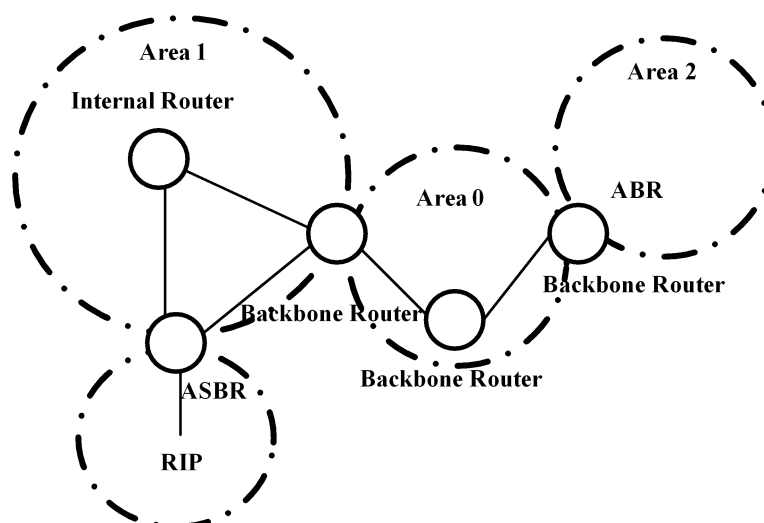 Area 1
Area 2
Internal Router
Area 0
ABR
Backbone Router
Backbone Router
Backbone Router
ASBR
RIP